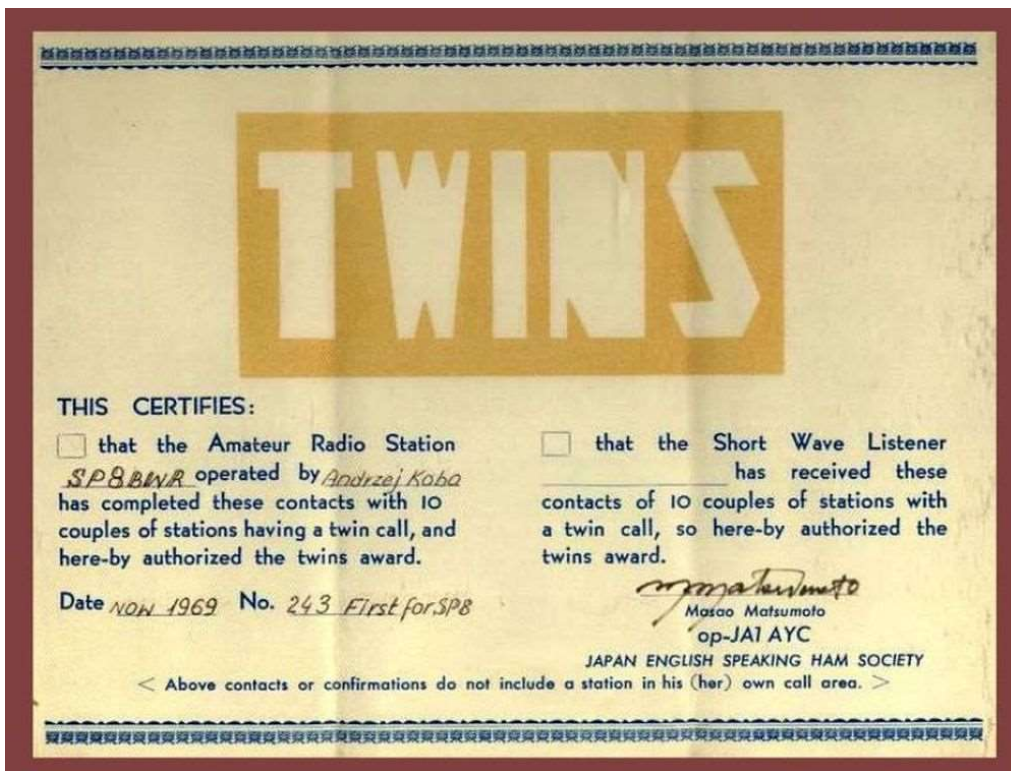 TWINS
THIS CERTIFIES:
that the Amateur Radio Station
SP8BWR operated by Andrzej Koba
has completed these contacts with 10
couples of stations having a twin call, and
here-by authorized the twins award.
Date NOW 1969 No. 243 First for SP8
that the Short Wave Listener
has received these
contacts of 10 couples of stations with
a twin call, so here-by authorized the
twins award.
M Matsumoto
Masao Matsumoto
op-JA1 AYC
JAPAN ENGLISH SPEAKING HAM SOCIETY
< Above contacts or confirmations do not include a station in his (her) own call area. >